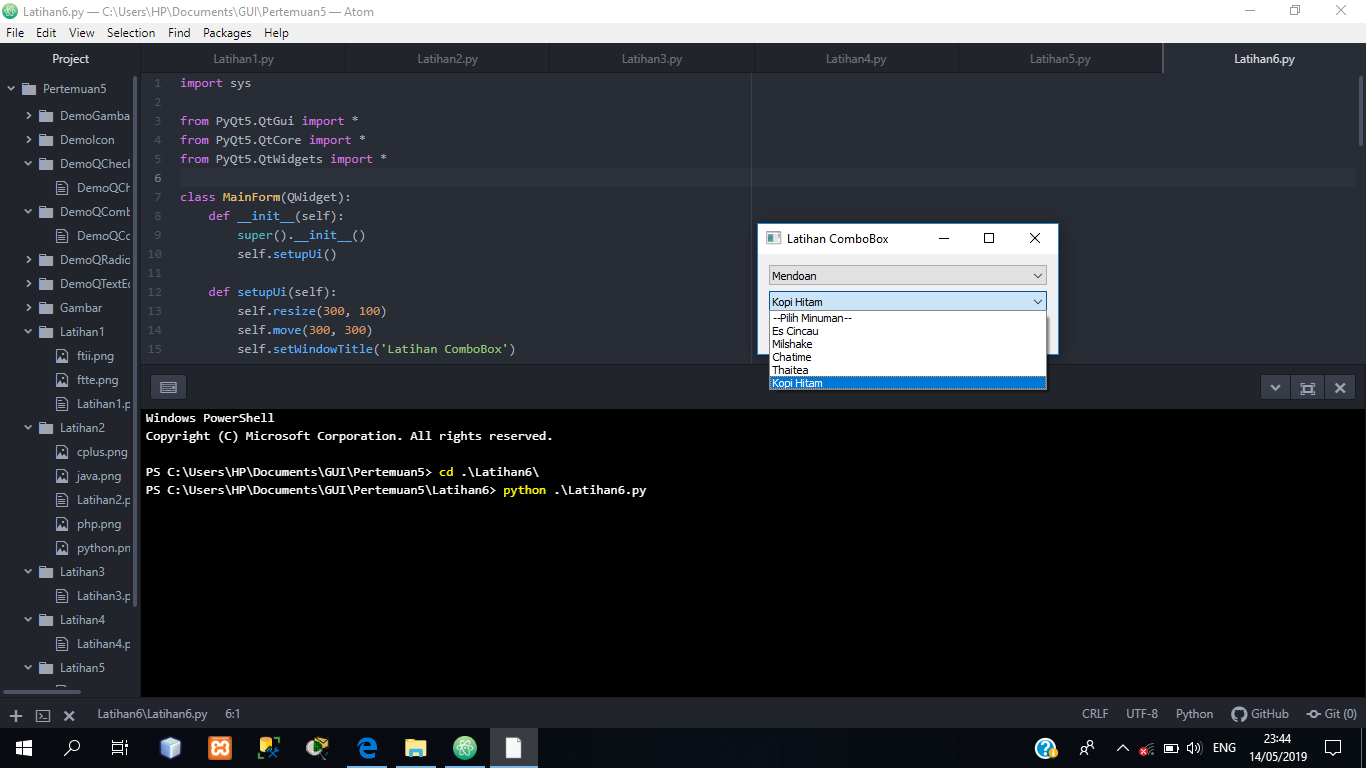 Latihan6.py — C:\Users\HP\Documents\GUI\Pertemuan5 — Atom
File Edit View Selection Find Packages Help
Project
Latihan1.py Latihan2.py Latihan3.py Latihan4.py Latihan5.py Latihan6.py
Pertemuan5
DemoGamba
DemoIcon
DemoQChecl
DemoQCh
DemoQComb
DemoQCo
DemoQRadio
DemoQTextEc
Gambar
Latihan1
ftii.png
ftte.png
Latihan1.p
Latihan2
cplus.png
java.png
Latihan2.p
php.png
python.pn
Latihan3
Latihan3.p
Latihan4
Latihan4.p
Latihan5
1 import sys
2
3 from PyQt5.QtGui import *
4 from PyQt5.QtCore import *
5 from PyQt5.QtWidgets import *
6
7 class MainForm(QWidget):
8 def __init__(self):
9 super().__init__()
10 self.setupUi()
11
12 def setupUi(self):
13 self.resize(300, 100)
14 self.move(300, 300)
15 self.setWindowTitle('Latihan ComboBox')
Latihan ComboBox
Mendoan
Kopi Hitam
--Pilih Minuman--
Es Cincau
Milshake
Chatime
Thaitea
Kopi Hitam
Windows PowerShell
Copyright (C) Microsoft Corporation. All rights reserved.
PS C:\Users\HP\Documents\GUI\Pertemuan5> cd .\Latihan6\
PS C:\Users\HP\Documents\GUI\Pertemuan5\Latihan6> python .\Latihan6.py
Latihan6\Latihan6.py 6:1 CRLF UTF-8 Python GitHub Git (0)
ENG
23:44
14/05/2019